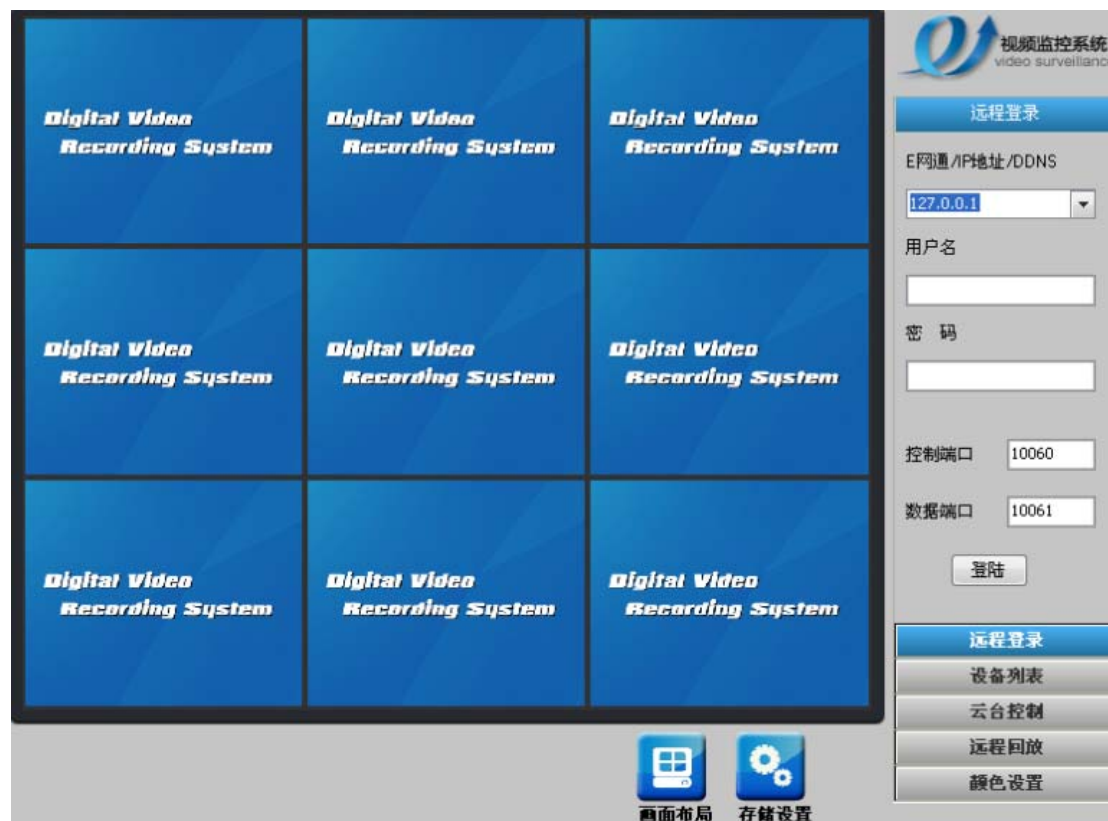 Digital Video
Recording System
Digital Video
Recording System
Digital Video
Recording System
Digital Video
Recording System
Digital Video
Recording System
Digital Video
Recording System
Digital Video
Recording System
Digital Video
Recording System
Digital Video
Recording System
画面布局
存储设置
视频监控系统
video surveillanc
远程登录
E网通/IP地址/DDNS
127.0.0.1
用户名
密 码
控制端口 10060
数据端口 10061
登陆
远程登录
设备列表
云台控制
远程回放
颜色设置